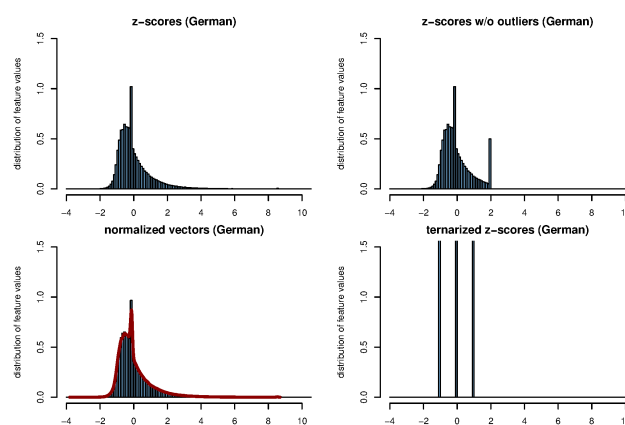 z−scores (German)
distribution of feature values
0.0 0.5 1.0 1.5
−4 −2 0 2 4 6 8 10
z−scores w/o outliers (German)
distribution of feature values
0.0 0.5 1.0 1.5
−4 −2 0 2 4 6 8 10
normalized vectors (German)
distribution of feature values
0.0 0.5 1.0 1.5
−4 −2 0 2 4 6 8 10
ternarized z−scores (German)
distribution of feature values
0.0 0.5 1.0 1.5
−4 −2 0 2 4 6 8 10